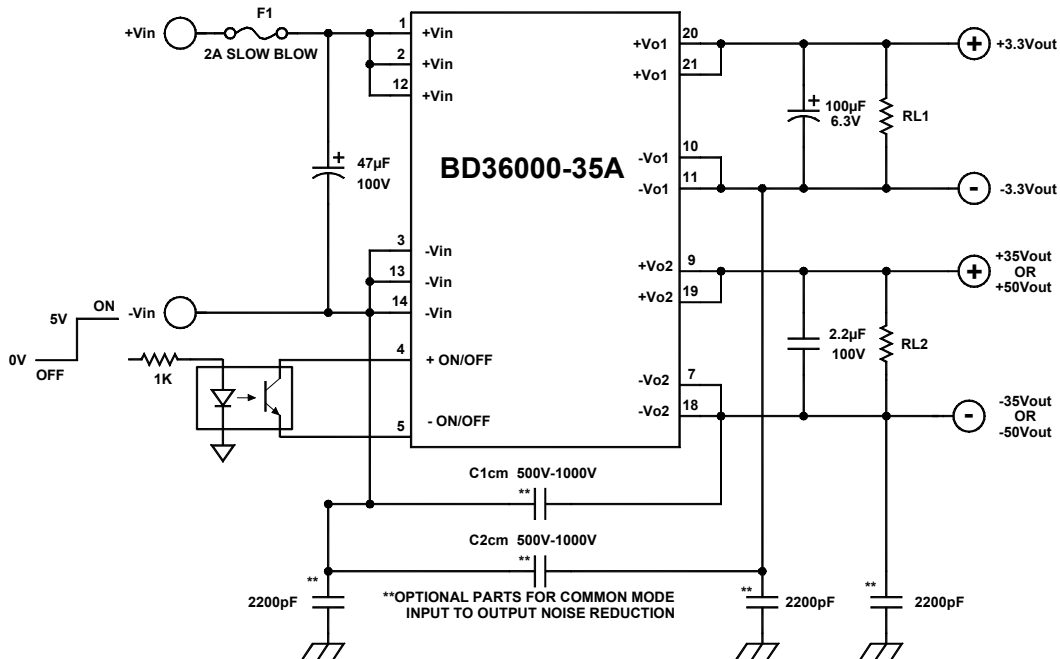 F1
+Vin
2A SLOW BLOW
1
+Vin
2
+Vin
12
+Vin
47µF
100V
+
BD36000-35A
3
-Vin
13
-Vin
14
-Vin
4
+ ON/OFF
5
- ON/OFF
-Vin
5V
ON
0V
OFF
1K
20
+Vo1
21
+Vo1
10
-Vo1
11
-Vo1
9
+Vo2
19
+Vo2
7
-Vo2
18
-Vo2
+
100µF
6.3V
RL1
+
+3.3Vout
-
-3.3Vout
2.2µF
100V
RL2
+
+35Vout
OR
+50Vout
-
-35Vout
OR
-50Vout
C1cm 500V-1000V
**
C2cm 500V-1000V
**
**OPTIONAL PARTS FOR COMMON MODE
INPUT TO OUTPUT NOISE REDUCTION
**
2200pF
**
2200pF
**
2200pF